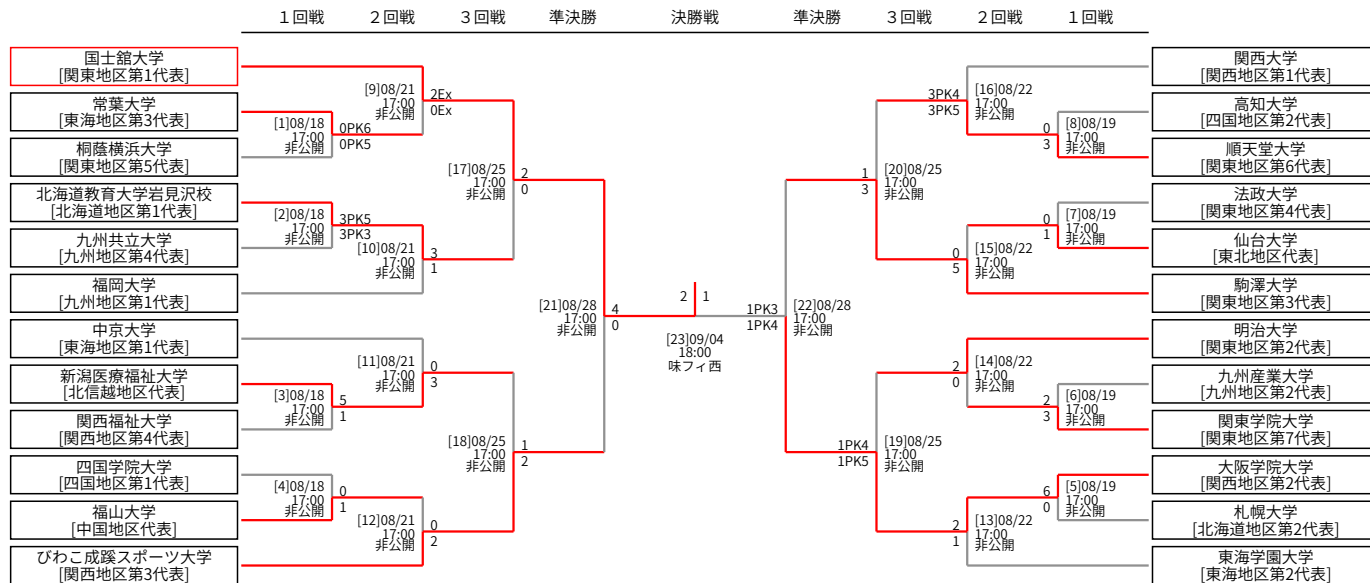 １回戦
２回戦
３回戦
準決勝
決勝戦
準決勝
３回戦
２回戦
１回戦
国士舘大学
[関東地区第1代表]
常葉大学
[東海地区第3代表]
桐蔭横浜大学
[関東地区第5代表]
北海道教育大学岩見沢校
[北海道地区第1代表]
九州共立大学
[九州地区第4代表]
福岡大学
[九州地区第1代表]
中京大学
[東海地区第1代表]
新潟医療福祉大学
[北信越地区代表]
関西福祉大学
[関西地区第4代表]
四国学院大学
[四国地区第1代表]
福山大学
[中国地区代表]
びわこ成蹊スポーツ大学
[関西地区第3代表]
[1]08/18
17:00
非公開
0PK6
0PK5
[2]08/18
17:00
非公開
3PK5
3PK3
[3]08/18
17:00
非公開
5
1
[4]08/18
17:00
非公開
0
1
[9]08/21
17:00
非公開
2Ex
0Ex
[10]08/21
17:00
非公開
3
1
[11]08/21
17:00
非公開
0
3
[12]08/21
17:00
非公開
0
2
[17]08/25
17:00
非公開
2
0
[18]08/25
17:00
非公開
1
2
[21]08/28
17:00
非公開
4
0
2
1
[23]09/04
18:00
味フィ西
1PK3
1PK4
[22]08/28
17:00
非公開
1
3
[20]08/25
17:00
非公開
1PK4
1PK5
[19]08/25
17:00
非公開
3PK4
3PK5
[16]08/22
17:00
非公開
0
5
[15]08/22
17:00
非公開
2
0
[14]08/22
17:00
非公開
2
1
[13]08/22
17:00
非公開
0
3
[8]08/19
17:00
非公開
0
1
[7]08/19
17:00
非公開
2
3
[6]08/19
17:00
非公開
6
0
[5]08/19
17:00
非公開
関西大学
[関西地区第1代表]
高知大学
[四国地区第2代表]
順天堂大学
[関東地区第6代表]
法政大学
[関東地区第4代表]
仙台大学
[東北地区代表]
駒澤大学
[関東地区第3代表]
明治大学
[関東地区第2代表]
九州産業大学
[九州地区第2代表]
関東学院大学
[関東地区第7代表]
大阪学院大学
[関西地区第2代表]
札幌大学
[北海道地区第2代表]
東海学園大学
[東海地区第2代表]